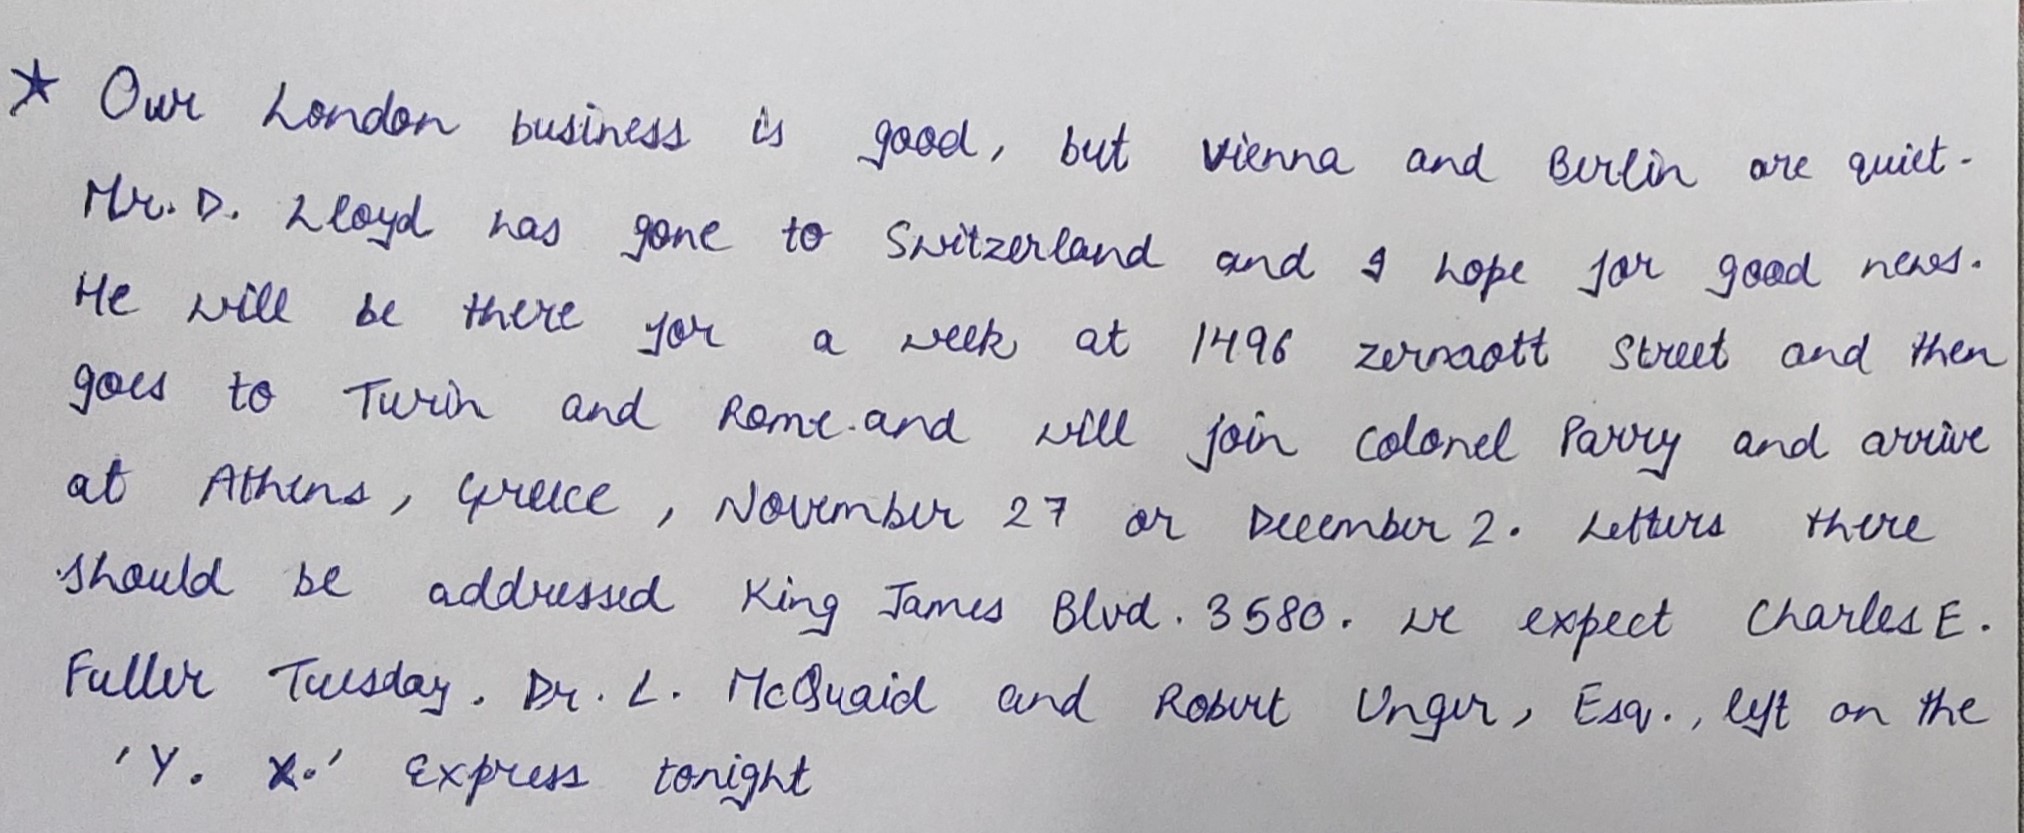 ★ Our London business is good, but Vienna and Berlin are quiet.
Mr. D. Lloyd has gone to Switzerland and I hope for good news.
He will be there for a week at 1496 zermott Street and then
goes to Turin and Rome. and will join Colonel Parry and arrive
at Athens, Greece, November 27 or December 2. Letters there
should be addressed King James Blvd. 3580. We expect Charles E.
Fuller Tuesday. Dr. L. McQuaid and Robert Unger, Esq., left on the
'Y. X.' Express tonight